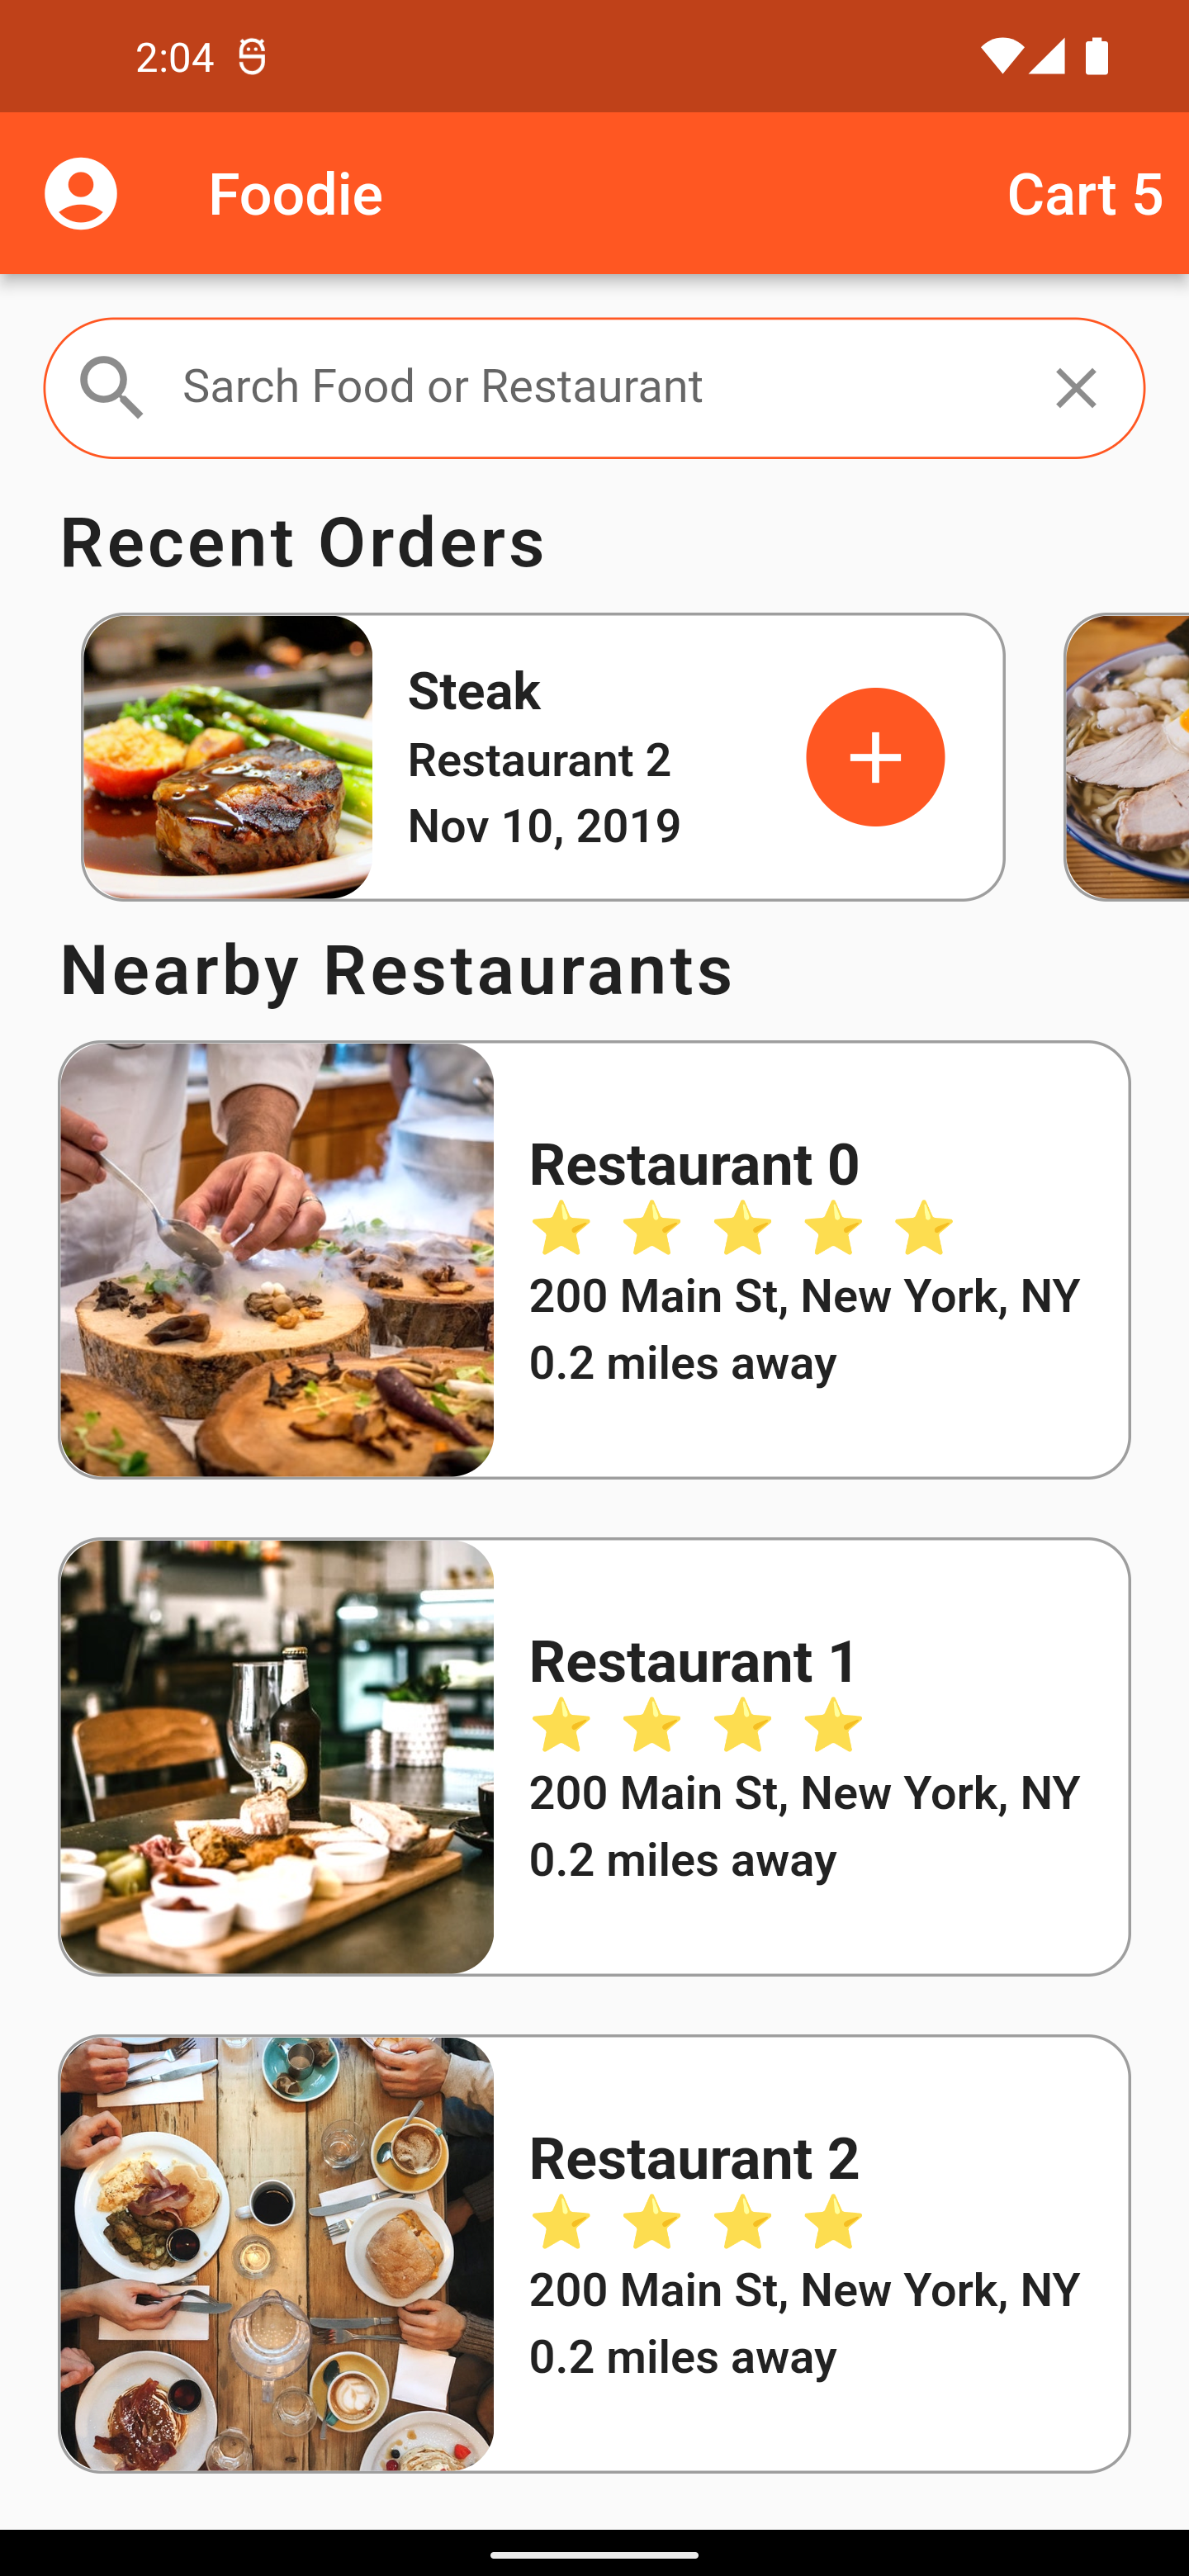 2:04
Foodie
Cart 5
Sarch Food or Restaurant
Recent Orders
Steak
Restaurant 2
Nov 10, 2019
Nearby Restaurants
Restaurant 0
200 Main St, New York, NY
0.2 miles away
Restaurant 1
200 Main St, New York, NY
0.2 miles away
Restaurant 2
200 Main St, New York, NY
0.2 miles away